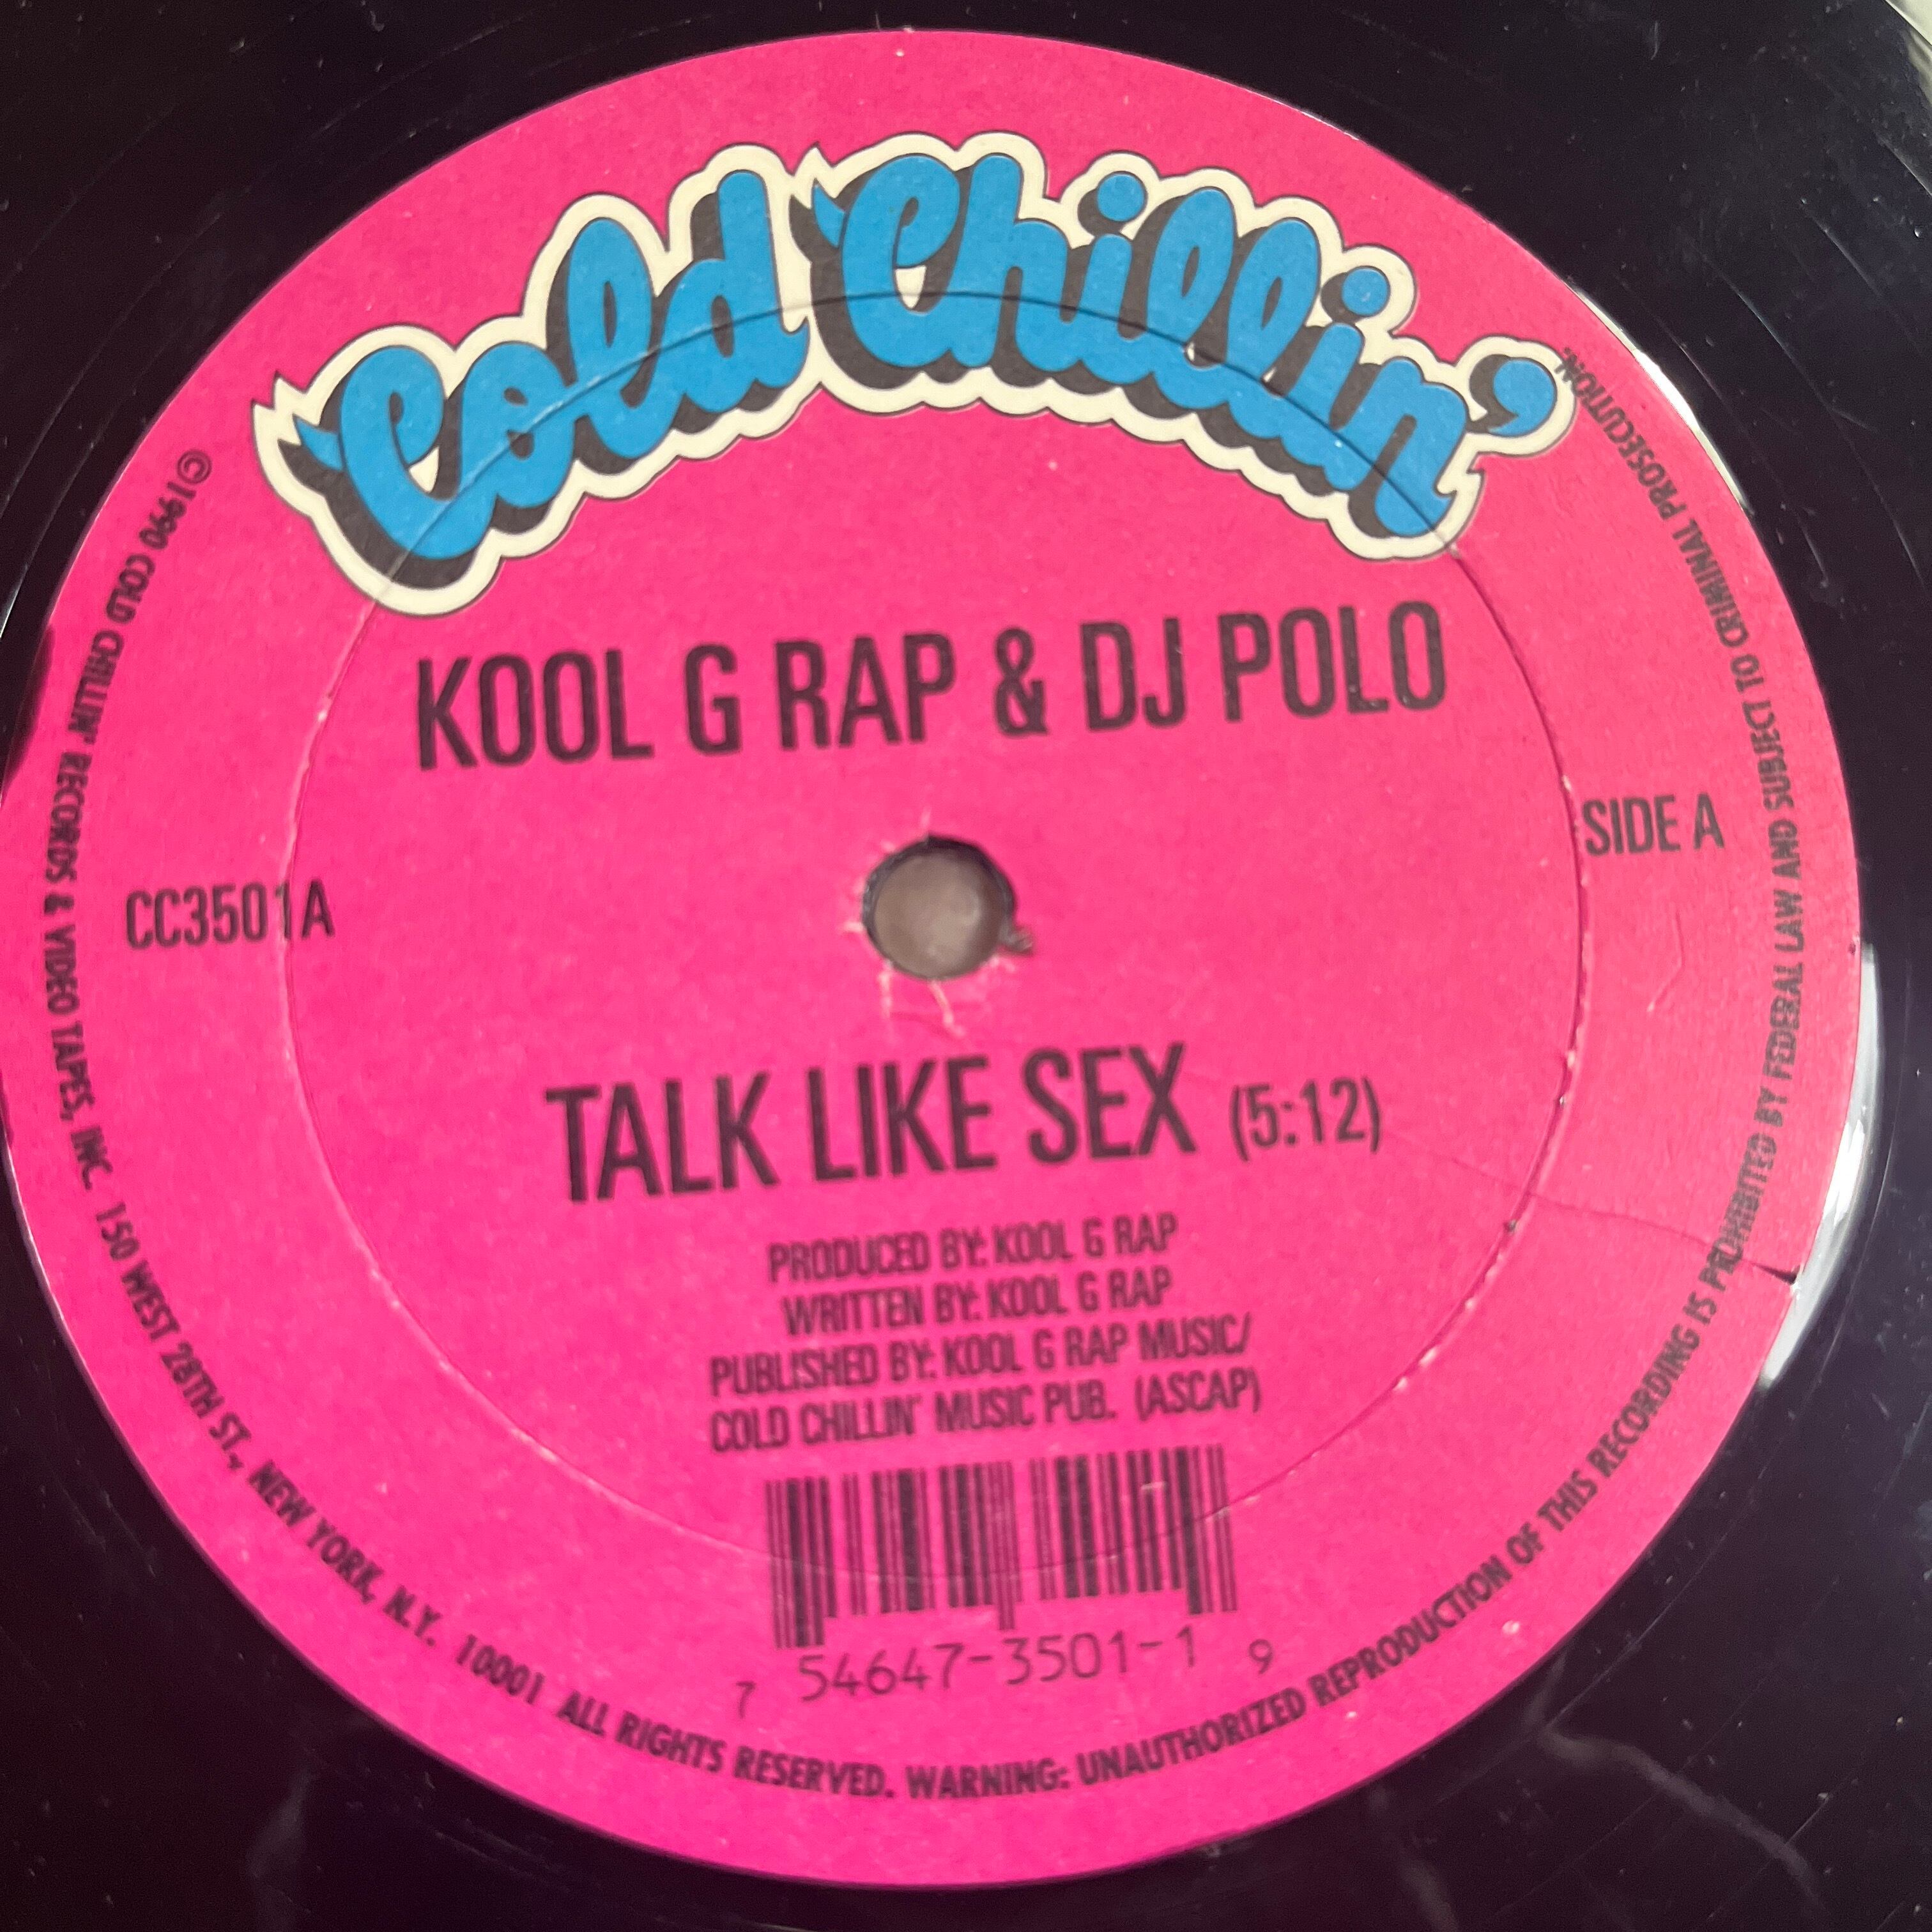 Cold Chillin'
KOOL G RAP & DJ POLO
CC3501A
SIDE A
TALK LIKE SEX (5:12)
PRODUCED BY: KOOL G RAP
WRITTEN BY: KOOL G RAP
PUBLISHED BY: KOOL G RAP MUSIC/
COLD CHILLIN' MUSIC PUB. (ASCAP)
7 54647-3501-1 9
©1990 COLD CHILLIN' RECORDS & VIDEO TAPES, INC. 150 WEST 28TH ST., NEW YORK, N.Y. 10001 ALL RIGHTS RESERVED. WARNING: UNAUTHORIZED REPRODUCTION OF THIS RECORDING IS PROHIBITED BY FEDERAL LAW AND SUBJECT TO CRIMINAL PROSECUTION.